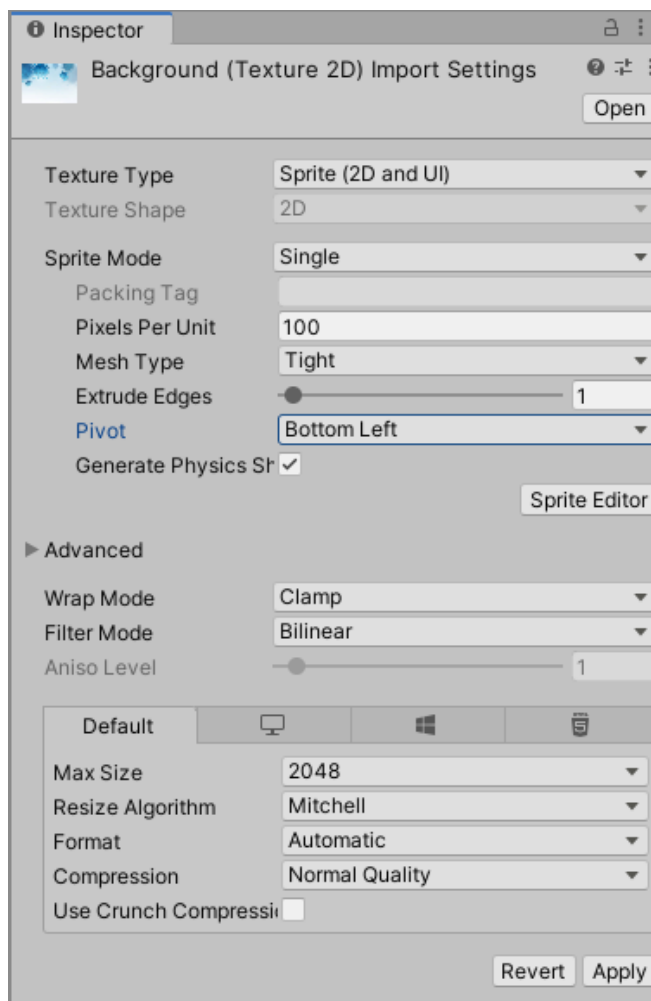 Inspector
Background (Texture 2D) Import Settings
Open
Texture Type Sprite (2D and UI)
Texture Shape 2D
Sprite Mode Single
Packing Tag
Pixels Per Unit 100
Mesh Type Tight
Extrude Edges 1
Pivot Bottom Left
Generate Physics Sh
Sprite Editor
Advanced
Wrap Mode Clamp
Filter Mode Bilinear
Aniso Level 1
Default
Max Size 2048
Resize Algorithm Mitchell
Format Automatic
Compression Normal Quality
Use Crunch Compressi
Revert Apply